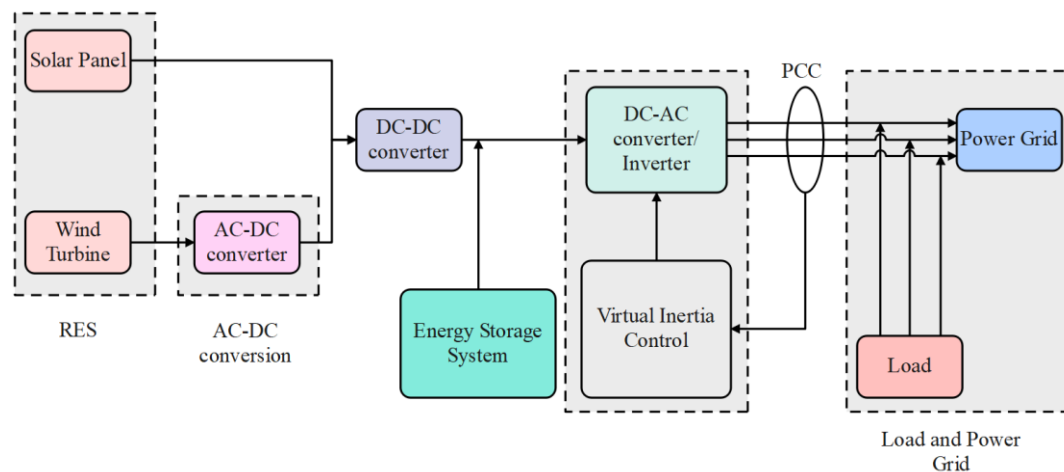 Solar Panel
Wind
Turbine
RES
AC-DC
converter
AC-DC
conversion
DC-DC
converter
Energy Storage
System
DC-AC
converter/
Inverter
Virtual Inertia
Control
PCC
Power Grid
Load
Load and Power
Grid